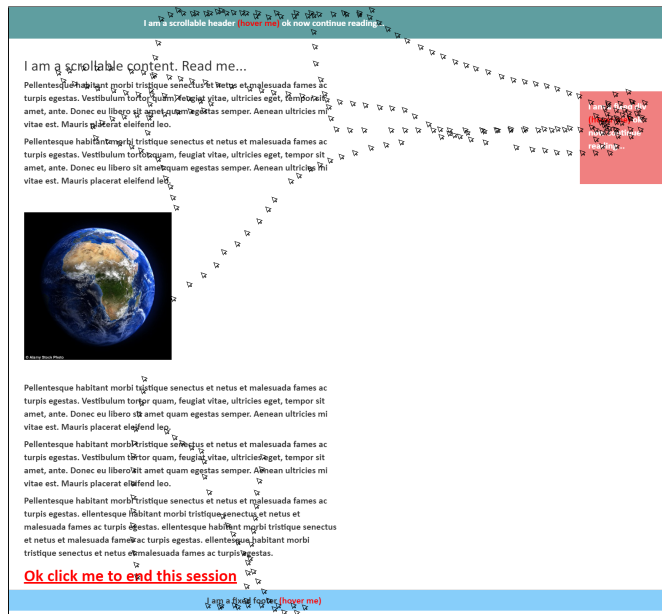 I am a scrollable header (hover me) ok now continue reading...
I am a scrollable content. Read me...
Pellentesque habitant morbi tristique senectus et netus et malesuada fames ac
turpis egestas. Vestibulum tortor quam, feugiat vitae, ultricies eget, tempor sit
amet, ante. Donec eu libero sit amet quam egestas semper. Aenean ultricies mi
vitae est. Mauris placerat eleifend leo.
Pellentesque habitant morbi tristique senectus et netus et malesuada fames ac
turpis egestas. Vestibulum tortor quam, feugiat vitae, ultricies eget, tempor sit
amet, ante. Donec eu libero sit amet quam egestas semper. Aenean ultricies mi
vitae est. Mauris placerat eleifend leo.
I am a fixed div
(hover me) ok
now continue
reading...
© Alamy Stock Photo
Pellentesque habitant morbi tristique senectus et netus et malesuada fames ac
turpis egestas. Vestibulum tortor quam, feugiat vitae, ultricies eget, tempor sit
amet, ante. Donec eu libero sit amet quam egestas semper. Aenean ultricies mi
vitae est. Mauris placerat eleifend leo.
Pellentesque habitant morbi tristique senectus et netus et malesuada fames ac
turpis egestas. Vestibulum tortor quam, feugiat vitae, ultricies eget, tempor sit
amet, ante. Donec eu libero sit amet quam egestas semper. Aenean ultricies mi
vitae est. Mauris placerat eleifend leo.
Pellentesque habitant morbi tristique senectus et netus et malesuada fames ac
turpis egestas. ellentesque habitant morbi tristique senectus et netus et
malesuada fames ac turpis egestas. ellentesque habitant morbi tristique senectus
et netus et malesuada fames ac turpis egestas. ellentesque habitant morbi
tristique senectus et netus et malesuada fames ac turpis egestas.
Ok click me to end this session
I am a fixed footer (hover me)